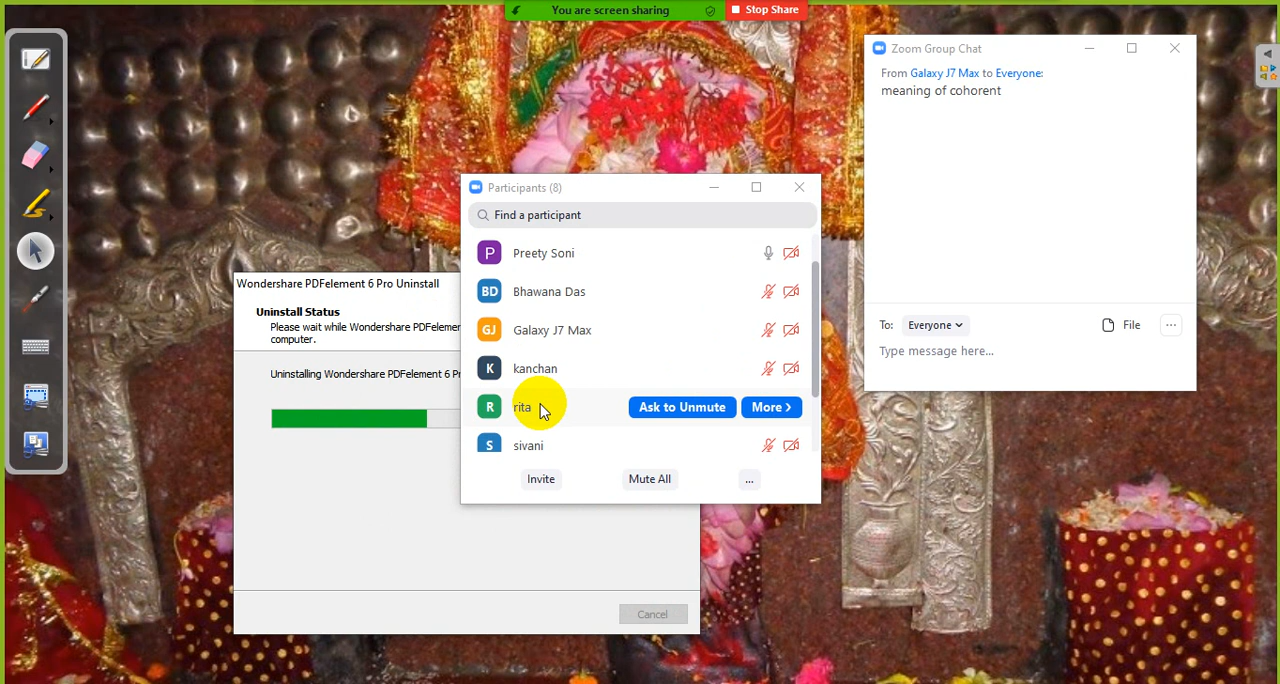 You are screen sharing
Stop Share
Zoom Group Chat
From Galaxy J7 Max to Everyone:
meaning of cohorent
To: Everyone
File
...
Type message here...
Participants (8)
Find a participant
P Preety Soni
BD Bhawana Das
GJ Galaxy J7 Max
K kanchan
R rita Ask to Unmute More >
S sivani
Invite Mute All ...
Wondershare PDFelement 6 Pro Uninstall
Uninstall Status
Please wait while Wondershare
computer.
Uninstalling Wondershare PDFelement 6
Cancel